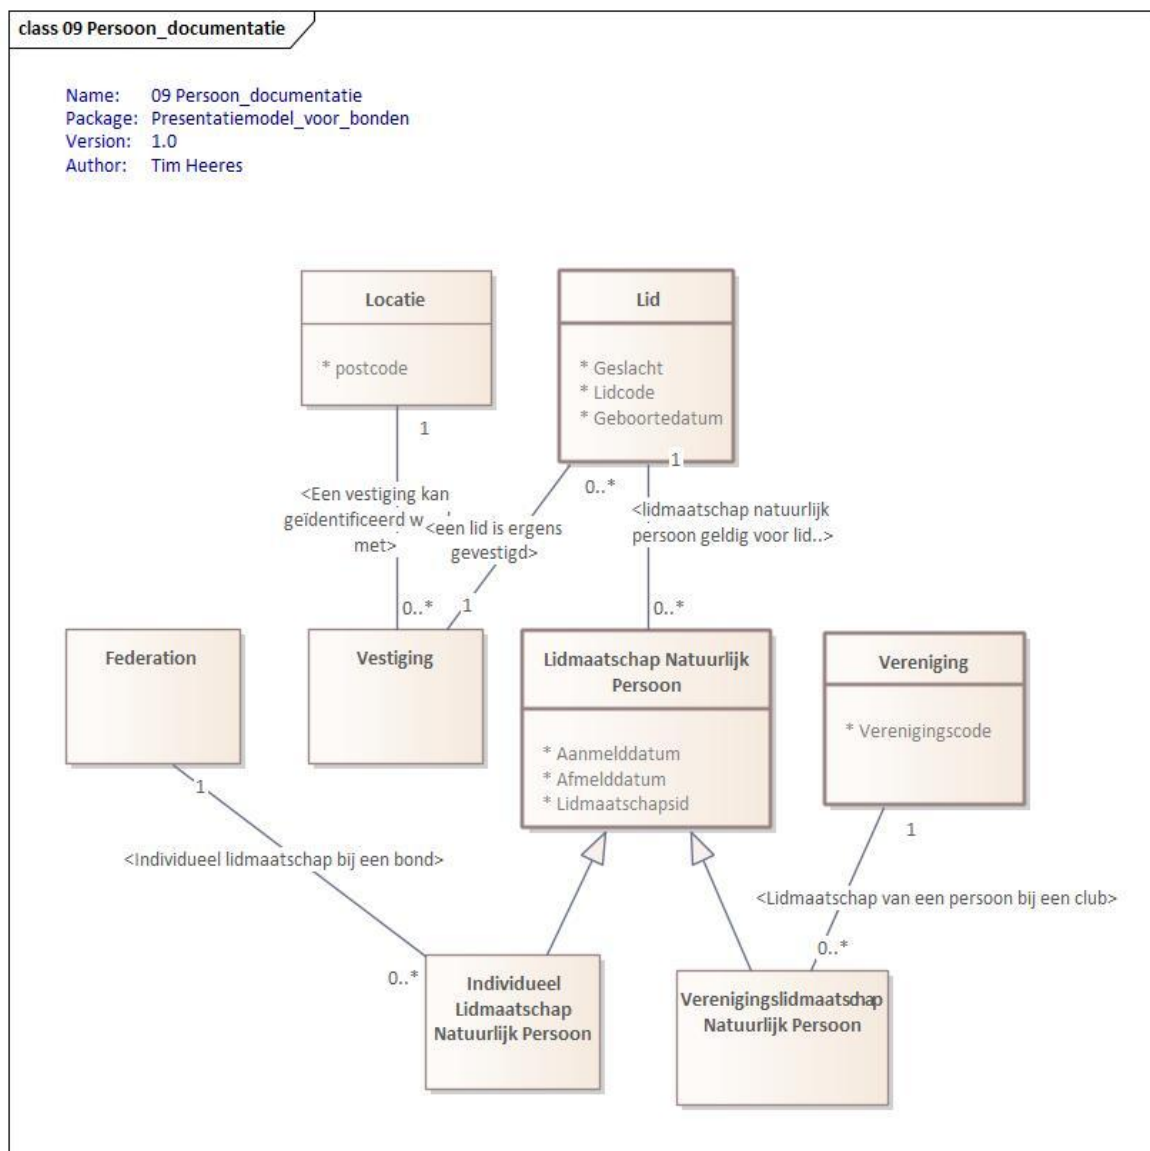 class 09 Persoon_documentatie
Name: 09 Persoon_documentatie
Package: Presentatiemodel_voor_bonden
Version: 1.0
Author: Tim Heeres
Locatie
* postcode
Lid
* Geslacht
* Lidcode
* Geboortedatum
1
1
0..*
<Een vestiging kan
geïdentificeerd w
met>
<een lid is ergens
gevestigd>
<lidmaatschap natuurlijk
persoon geldig voor lid..>
0..*
1
0..*
Federation
Vestiging
Lidmaatschap Natuurlijk
Persoon
* Aanmelddatum
* Afmelddatum
* Lidmaatschapsid
Vereniging
* Verenigingscode
1
1
<Individueel lidmaatschap bij een bond>
<Lidmaatschap van een persoon bij een club>
0..*
0..*
Individueel
Lidmaatschap
Natuurlijk Persoon
Verenigingslidmaatschap
Natuurlijk Persoon